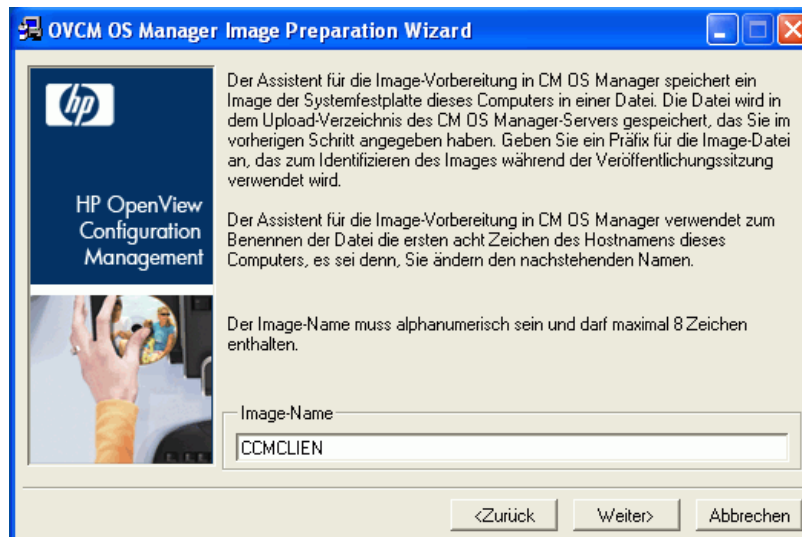 OVCM OS Manager Image Preparation Wizard
hp
HP OpenView
Configuration
Management
Der Assistent für die Image-Vorbereitung in CM OS Manager speichert ein
Image der Systemfestplatte dieses Computers in einer Datei. Die Datei wird in
dem Upload-Verzeichnis des CM OS Manager-Servers gespeichert, das Sie im
vorherigen Schritt angegeben haben. Geben Sie ein Präfix für die Image-Datei
an, das zum Identifizieren des Images während der Veröffentlichungssitzung
verwendet wird.
Der Assistent für die Image-Vorbereitung in CM OS Manager verwendet zum
Benennen der Datei die ersten acht Zeichen des Hostnamens dieses
Computers, es sei denn, Sie ändern den nachstehenden Namen.
Der Image-Name muss alphanumerisch sein und darf maximal 8 Zeichen
enthalten.
Image-Name
CCMCLIEN
<Zurück
Weiter>
Abbrechen